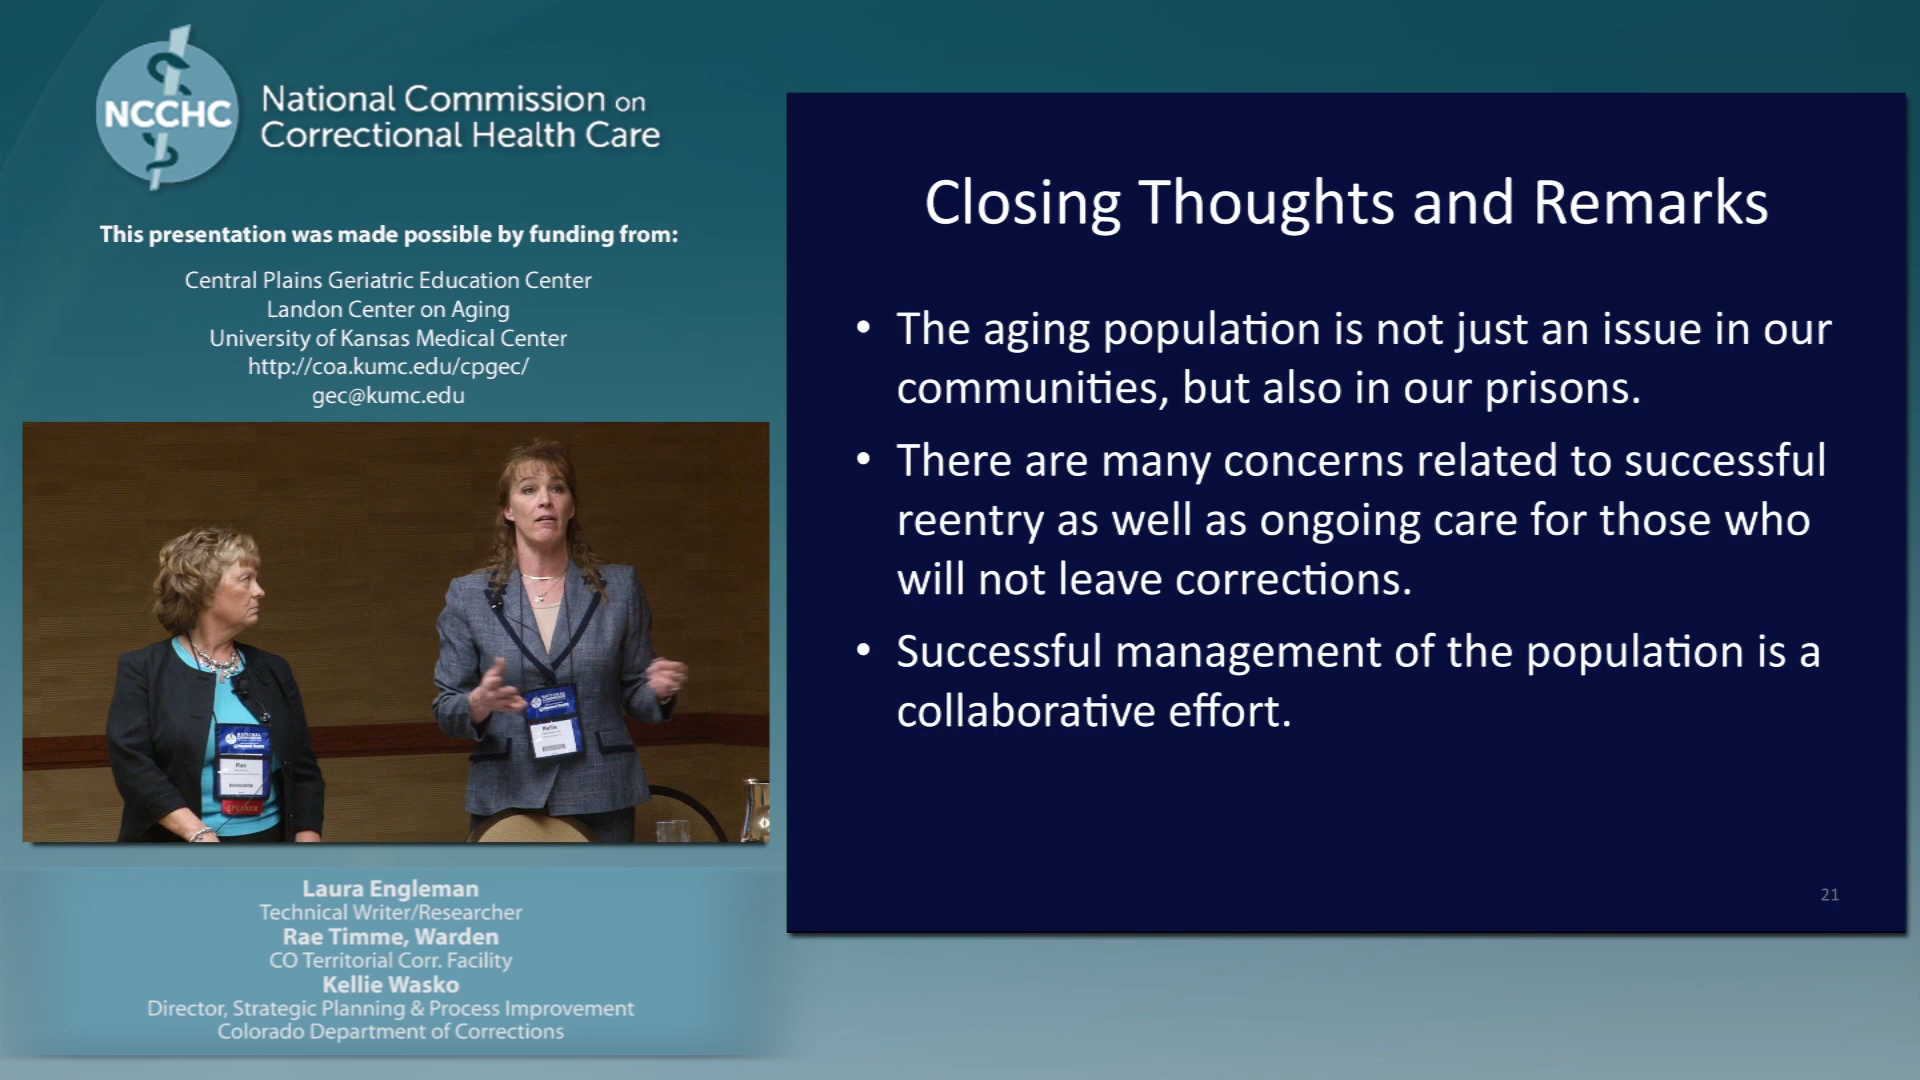 NCCHC
National Commission on
Correctional Health Care
This presentation was made possible by funding from:
Central Plains Geriatric Education Center
Landon Center on Aging
University of Kansas Medical Center
http://coa.kumc.edu/cpgec/
gec@kumc.edu
NATIONAL
Rae
SPEAKER
NATIONAL
Kellie
Laura Engleman
Technical Writer/Researcher
Rae Timme, Warden
CO Territorial Corr. Facility
Kellie Wasko
Director, Strategic Planning & Process Improvement
Colorado Department of Corrections
Closing Thoughts and Remarks
• The aging population is not just an issue in our
communities, but also in our prisons.
• There are many concerns related to successful
reentry as well as ongoing care for those who
will not leave corrections.
• Successful management of the population is a
collaborative effort.
21